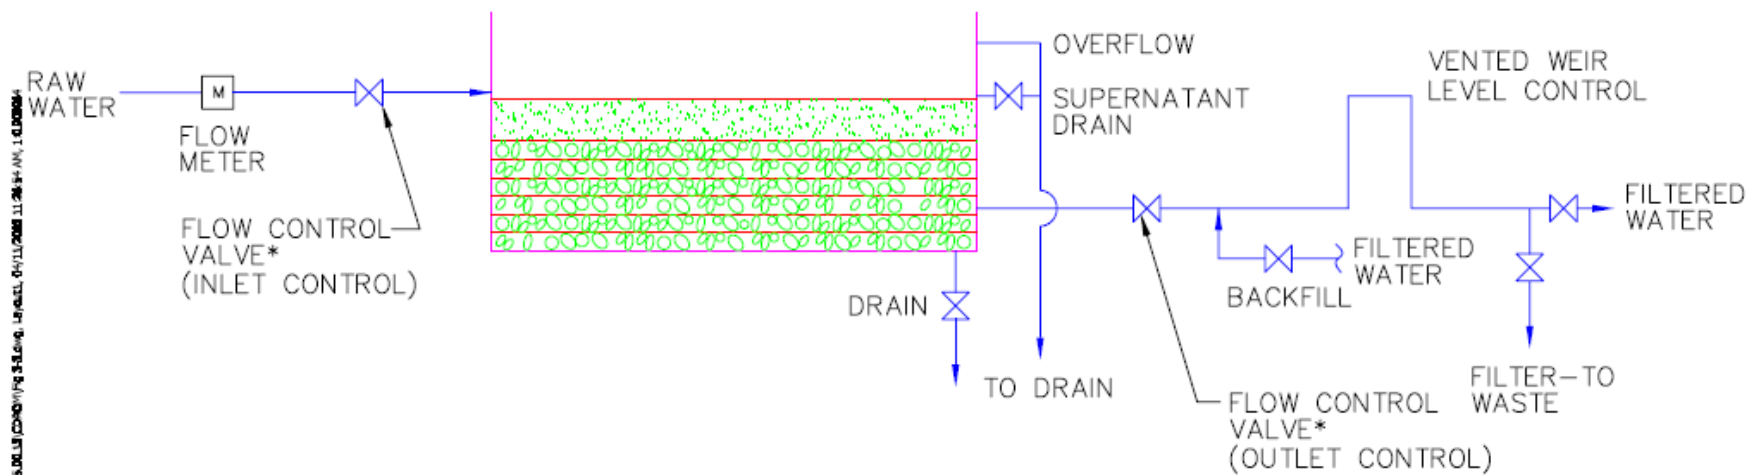 RAW
WATER
M
FLOW
METER
FLOW CONTROL
VALVE*
(INLET CONTROL)
OVERFLOW
SUPERNATANT
DRAIN
DRAIN
TO DRAIN
VENTED WEIR
LEVEL CONTROL
FILTERED
WATER
FILTERED
WATER
BACKFILL
FILTER-TO
WASTE
FLOW CONTROL
VALVE*
(OUTLET CONTROL)